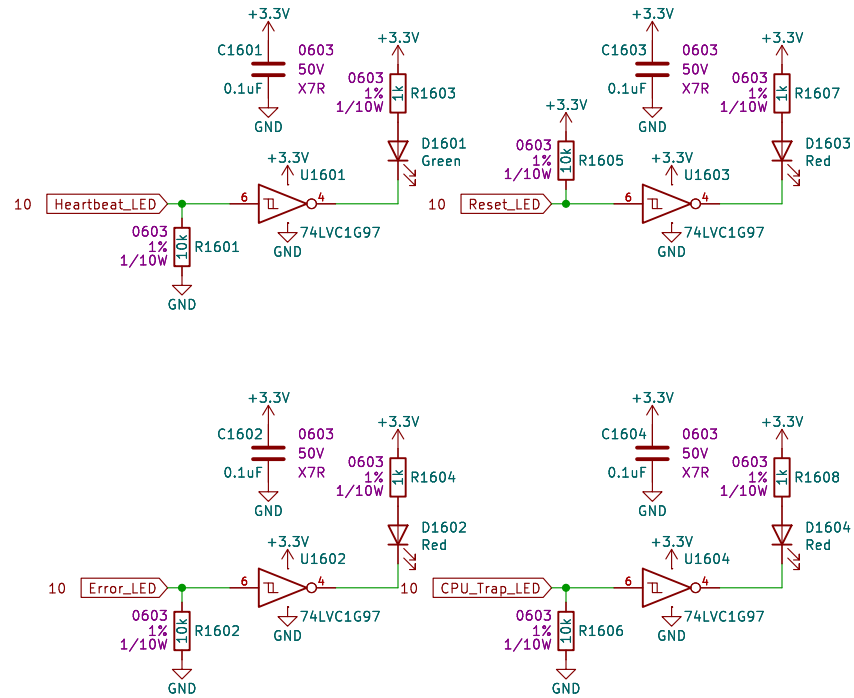 +3.3V
C1601
0.1uF
0603
50V
X7R
GND
+3.3V
0603
1%
1/10W
1k
R1603
D1601
Green
+3.3V
U1601
10
Heartbeat_LED
6
4
74LVC1G97
GND
0603
1%
1/10W
10k
R1601
GND
+3.3V
C1603
0.1uF
0603
50V
X7R
GND
+3.3V
0603
1%
1/10W
1k
R1607
D1603
Red
+3.3V
0603
1%
1/10W
10k
R1605
+3.3V
U1603
10
Reset_LED
6
4
74LVC1G97
GND
+3.3V
C1602
0.1uF
0603
50V
X7R
GND
+3.3V
0603
1%
1/10W
1k
R1604
D1602
Red
+3.3V
U1602
10
Error_LED
6
4
74LVC1G97
GND
0603
1%
1/10W
10k
R1602
GND
+3.3V
C1604
0.1uF
0603
50V
X7R
GND
+3.3V
0603
1%
1/10W
1k
R1608
D1604
Red
+3.3V
U1604
10
CPU_Trap_LED
6
4
74LVC1G97
GND
0603
1%
1/10W
10k
R1606
GND